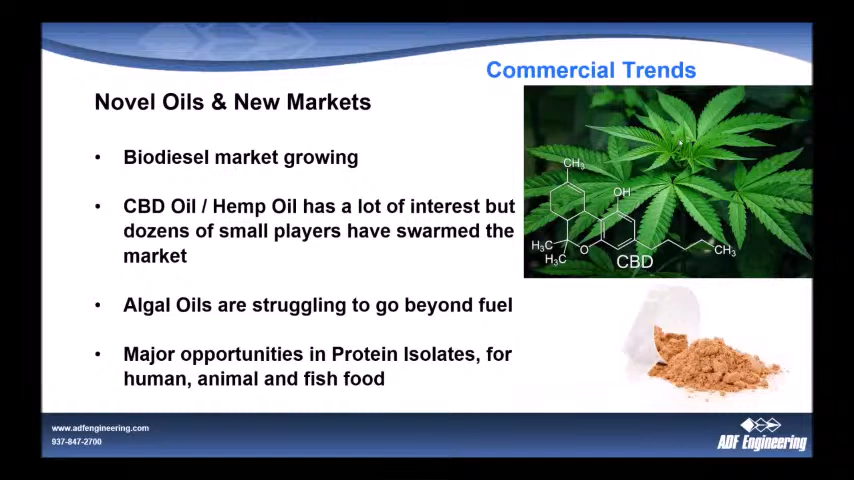 Commercial Trends
Novel Oils & New Markets
• Biodiesel market growing
• CBD Oil / Hemp Oil has a lot of interest but
dozens of small players have swarmed the
market
• Algal Oils are struggling to go beyond fuel
• Major opportunities in Protein Isolates, for
human, animal and fish food
CH₃
OH
H₃C
H₃C
O
CH₃
CBD
www.adfengineering.com
937-847-2700
ADF Engineering